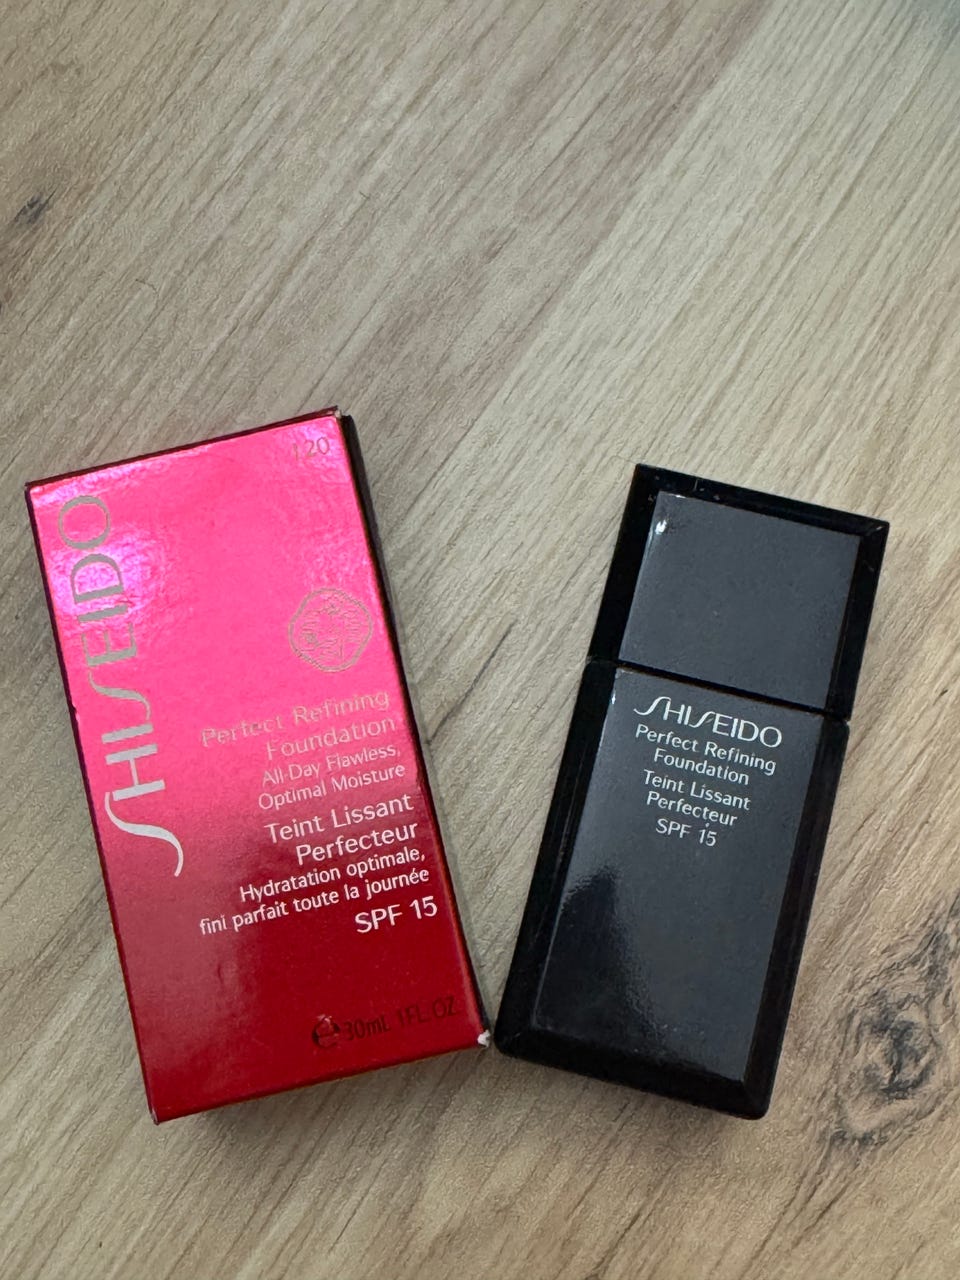 120
SHISEIDO
Perfect Refining
Foundation
All-Day Flawless,
Optimal Moisture
Teint Lissant
Perfecteur
Hydratation optimale,
fini parfait toute la journée
SPF 15
e 30mL 1FL.OZ.
SHISEIDO
Perfect Refining
Foundation
Teint Lissant
Perfecteur
SPF 15